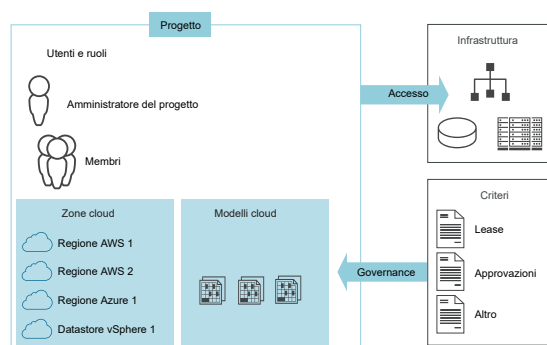 Progetto
Utenti e ruoli
Amministratore del progetto
Membri
Zone cloud
Regione AWS 1
Regione AWS 2
Regione Azure 1
Datastore vSphere 1
Modelli cloud
Accesso
Infrastruttura
Governance
Criteri
Lease
Approvazioni
Altro